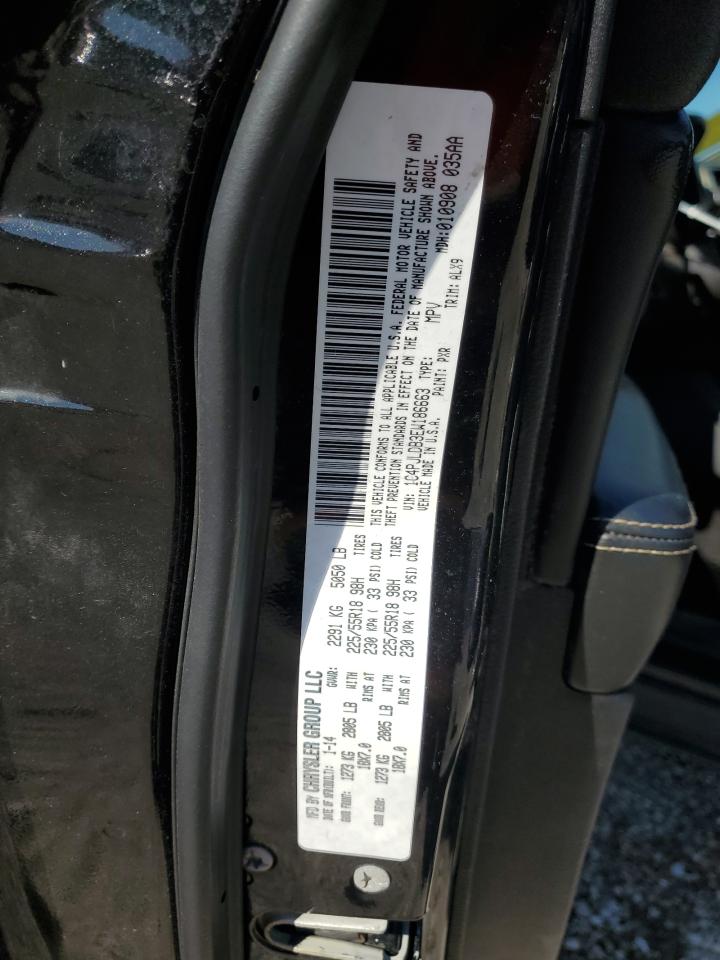 MFD BY CHRYSLER GROUP LLC
DATE OF MFR(BUILT): 1-14 GVWR: 2291 KG 5050 LB
GAWR FRONT: 1273 KG 2805 LB WITH 225/55R18 98H TIRES
18X7.0 RIMS AT 230 KPA ( 33 PSI) COLD
GAWR REAR: 1273 KG 2805 LB WITH 225/55R18 98H TIRES
18X7.0 RIMS AT 230 KPA ( 33 PSI) COLD
THIS VEHICLE CONFORMS TO ALL APPLICABLE U.S.A. FEDERAL MOTOR VEHICLE SAFETY AND
THEFT PREVENTION STANDARDS IN EFFECT ON THE DATE OF MANUFACTURE SHOWN ABOVE.
VIN: 1C4PJLDB3EW186663 TYPE: MPV MDH:010908 035AA
VEHICLE MADE IN U.S.A. PAINT: PXR TRIM: ALX9